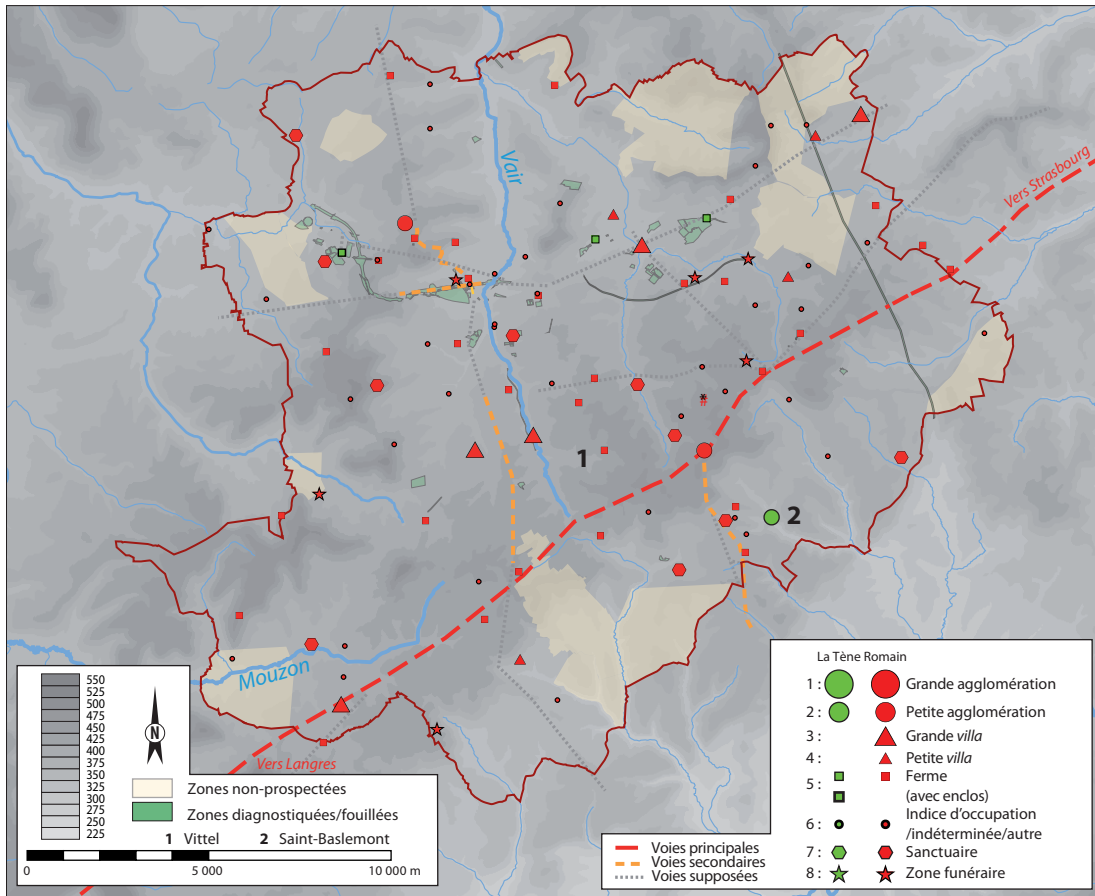 Vair
Vers Strasbourg
1
2
Mouzon
Vers Langres
550
525
500
475
450
425
400
375
350
325
300
275
250
225
N
Zones non-prospectées
Zones diagnostiquées/fouillées
1 Vittel 2 Saint-Baslemont
0 5 000 10 000 m
Voies principales
Voies secondaires
Voies supposées
La Tène Romain
1 : Grande agglomération
2 : Petite agglomération
3 : Grande villa
4 : Petite villa
5 : Ferme
(avec enclos)
6 : Indice d'occupation
/indéterminée/autre
7 : Sanctuaire
8 : Zone funéraire